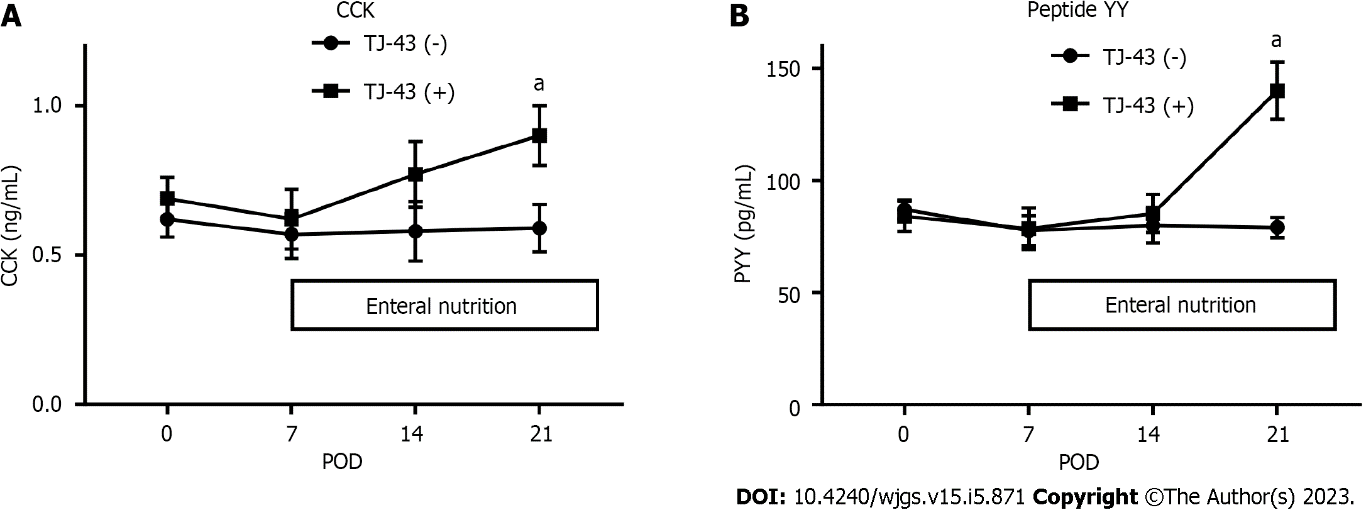 A
CCK
TJ-43 (-)
TJ-43 (+)
a
1.0
0.5
0.0
CCK (ng/mL)
Enteral nutrition
0 7 14 21
POD
B
Peptide YY
TJ-43 (-)
TJ-43 (+)
a
150
100
50
0
PYY (pg/mL)
Enteral nutrition
0 7 14 21
POD
DOI: 10.4240/wjgs.v15.i5.871 Copyright ©The Author(s) 2023.